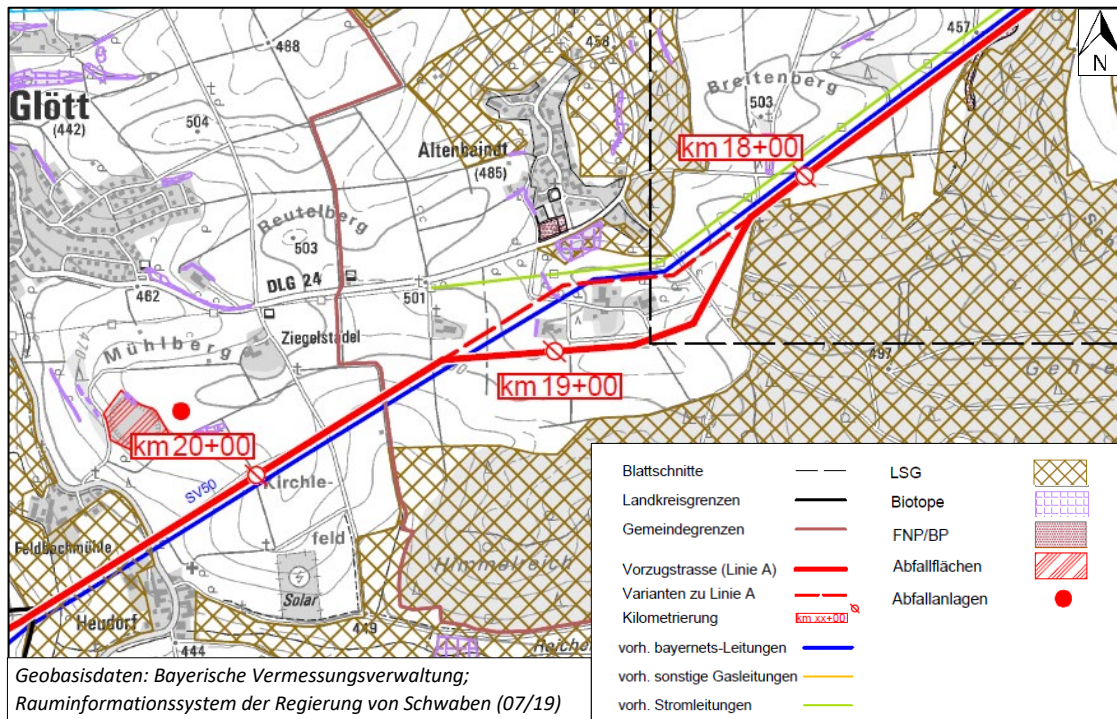 457
458
488
N
Breitenberg
503
Glött
(442)
504
km 18+00
Altenbaindt
(485)
Reutelberg
503
DLG 24
501
462
Ziegelstadel
Mühlberg
470
497
km 19+00
km 20+00
SV50
Kirchle-
feld
Feldbachmühle
Himmelreich
Solar
Heudorf
449
444
Blattschnitte
Landkreisgrenzen
Gemeindegrenzen
Vorzugstrasse (Linie A)
Varianten zu Linie A
Kilometrierung
km xx+00
vorh. bayernets-Leitungen
vorh. sonstige Gasleitungen
vorh. Stromleitungen
LSG
Biotope
FNP/BP
Abfallflächen
Abfallanlagen
Geobasisdaten: Bayerische Vermessungsverwaltung;
Rauminformationssystem der Regierung von Schwaben (07/19)